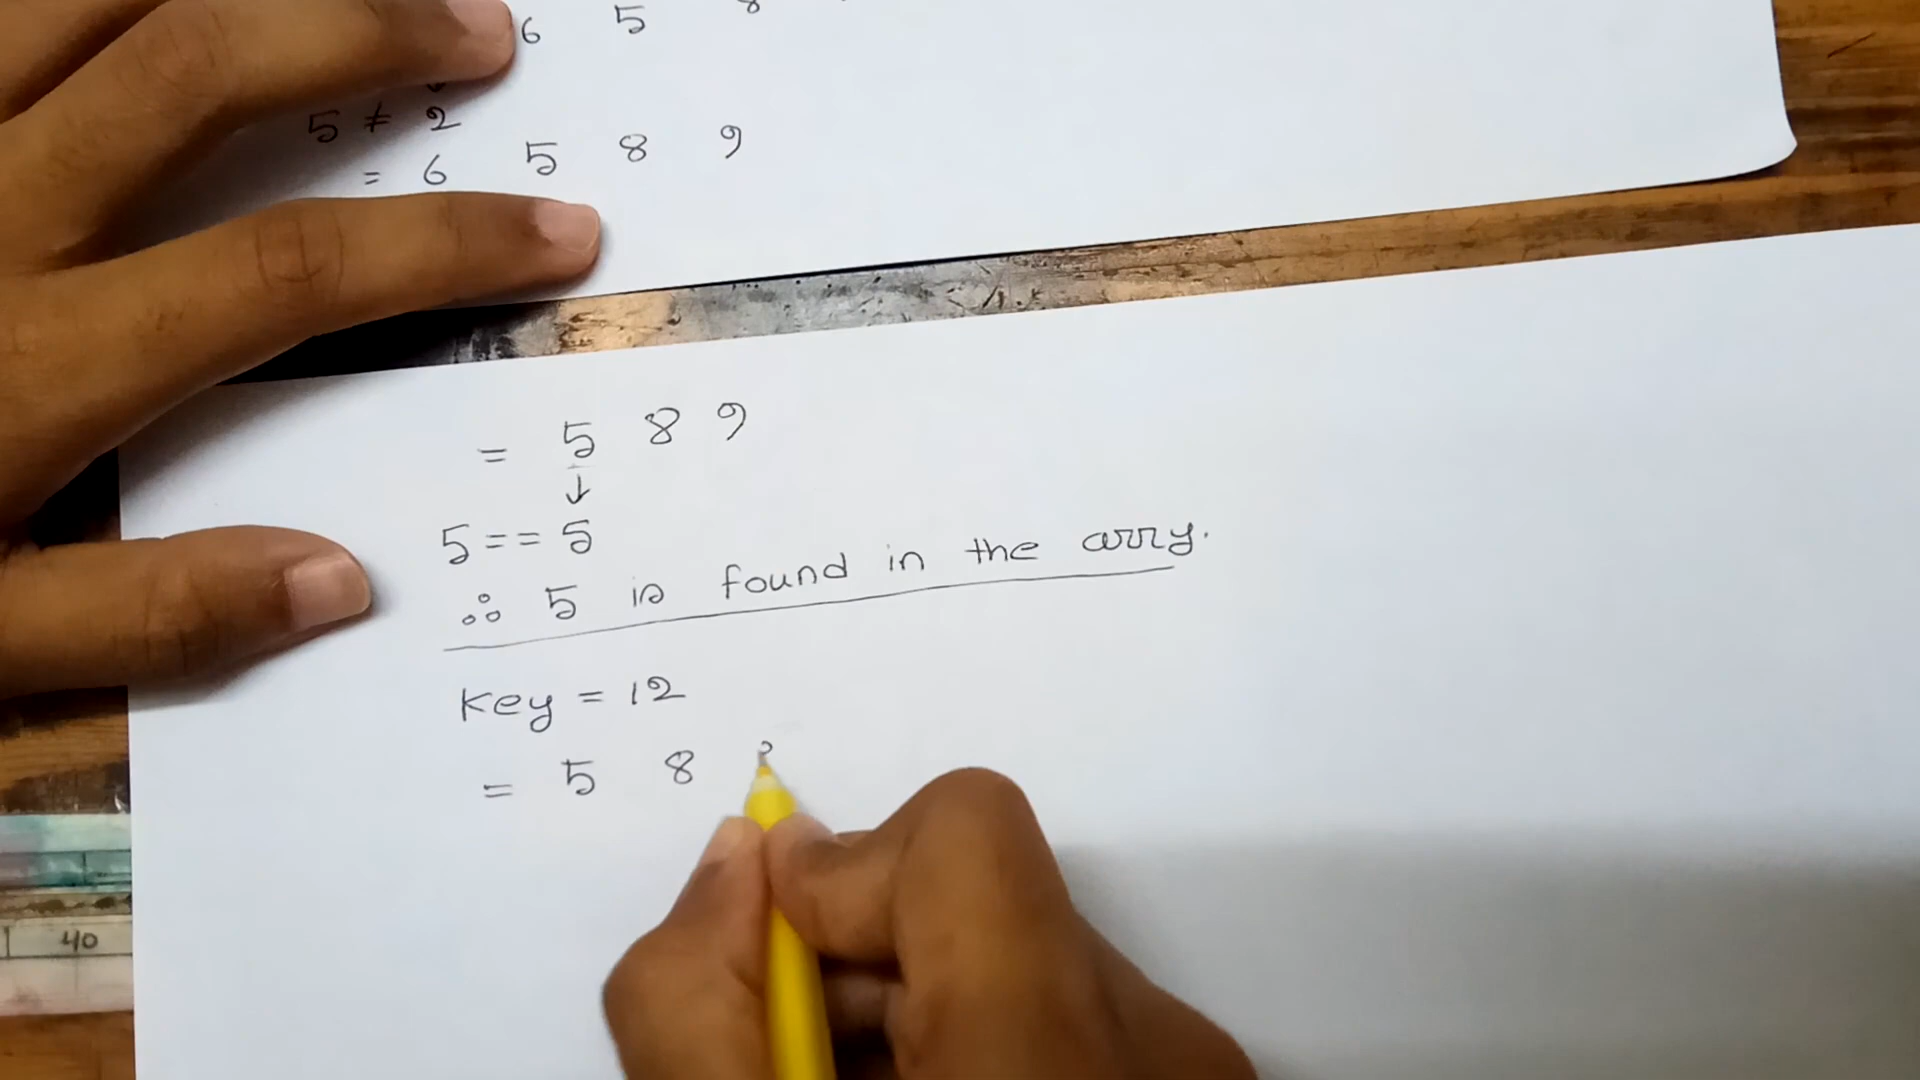 6 5 8
5 ≠ 2
= 6 5 8 9
= 5 8 9
↓
5 == 5
∴ 5 is found in the arry.
Key = 12
= 5 8
40